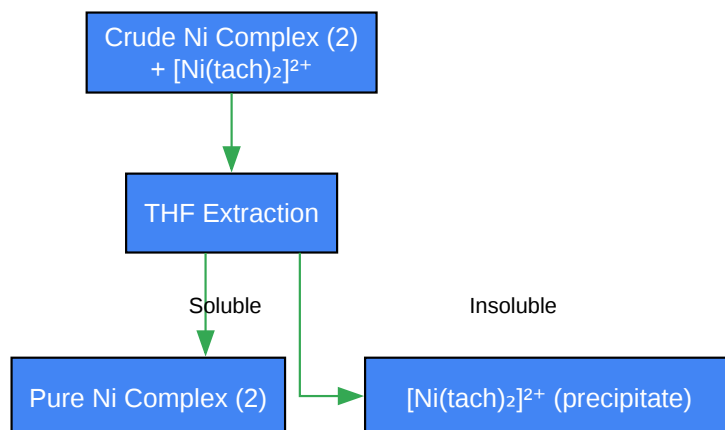 Crude Ni Complex (2)
+ [Ni(tach)₂]²⁺
THF Extraction
Soluble
Insoluble
Pure Ni Complex (2)
[Ni(tach)₂]²⁺ (precipitate)